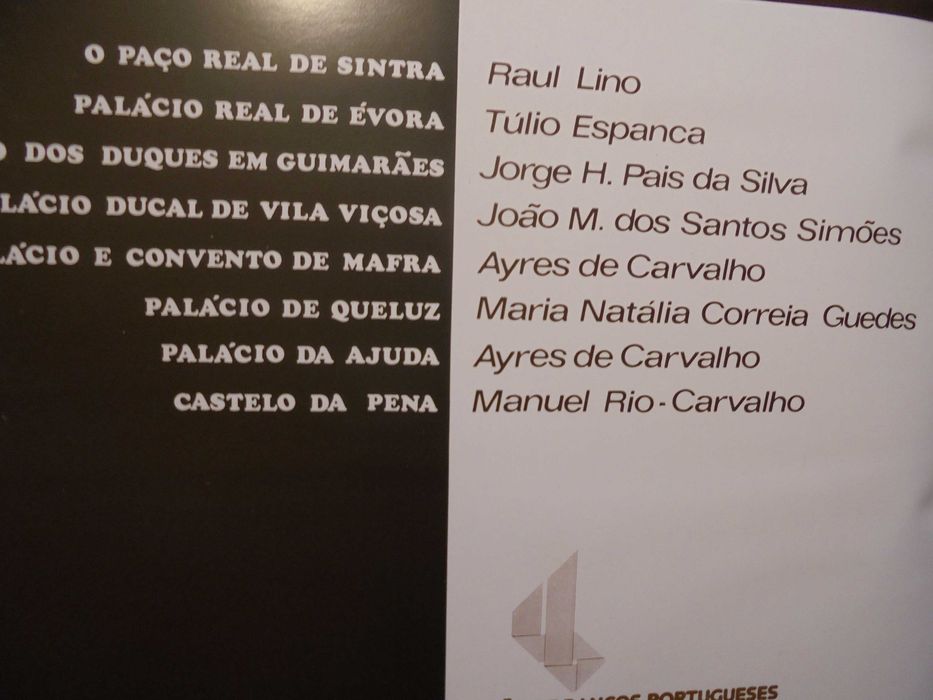 O PAÇO REAL DE SINTRA Raul Lino
PALÁCIO REAL DE ÉVORA Túlio Espanca
DOS DUQUES EM GUIMARÃES Jorge H. Pais da Silva
LÁCIO DUCAL DE VILA VIÇOSA João M. dos Santos Simões
ÁCIO E CONVENTO DE MAFRA Ayres de Carvalho
PALÁCIO DE QUELUZ Maria Natália Correia Guedes
PALÁCIO DA AJUDA Ayres de Carvalho
CASTELO DA PENA Manuel Rio-Carvalho
PORTUGUESES